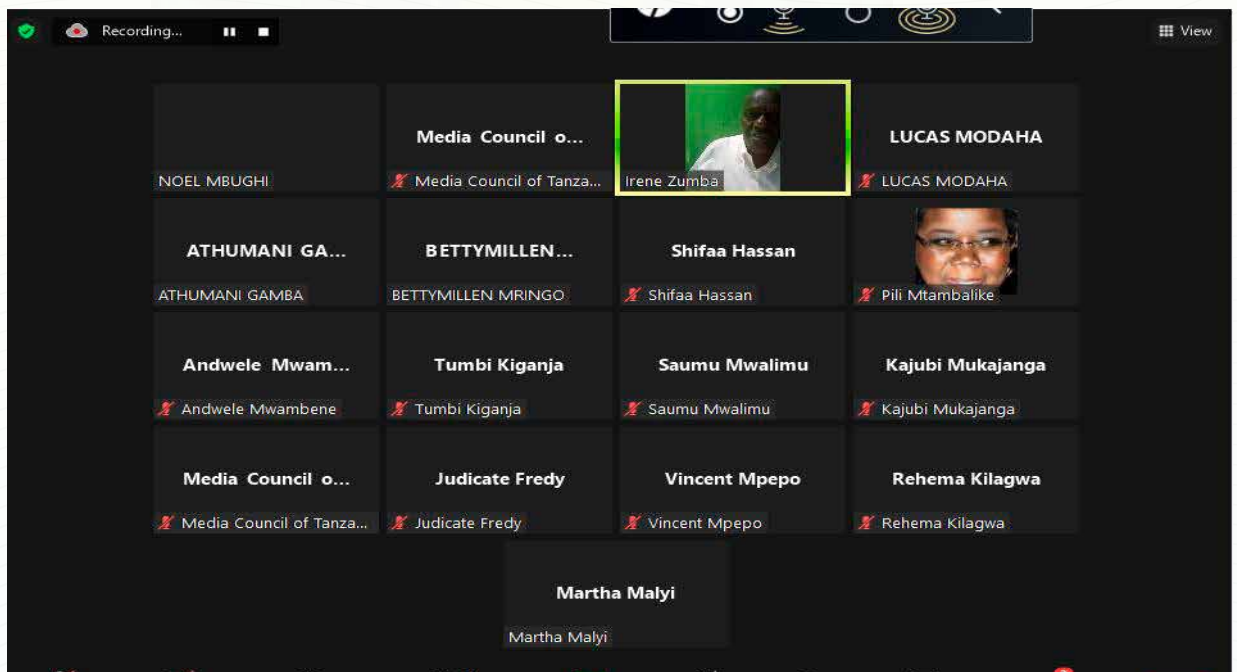 Recording...
View
NOEL MBUGHI
Media Council o...
Media Council of Tanza...
Irene Zumba
LUCAS MODAHA
LUCAS MODAHA
ATHUMANI GA...
ATHUMANI GAMBA
BETTYMILLEN...
BETTYMILLEN MRINGO
Shifaa Hassan
Shifaa Hassan
Pili Mtambalike
Andwele Mwam...
Andwele Mwambene
Tumbi Kiganja
Tumbi Kiganja
Saumu Mwalimu
Saumu Mwalimu
Kajubi Mukajanga
Kajubi Mukajanga
Media Council o...
Media Council of Tanza...
Judicate Fredy
Judicate Fredy
Vincent Mpepo
Vincent Mpepo
Rehema Kilagwa
Rehema Kilagwa
Martha Malyi
Martha Malyi